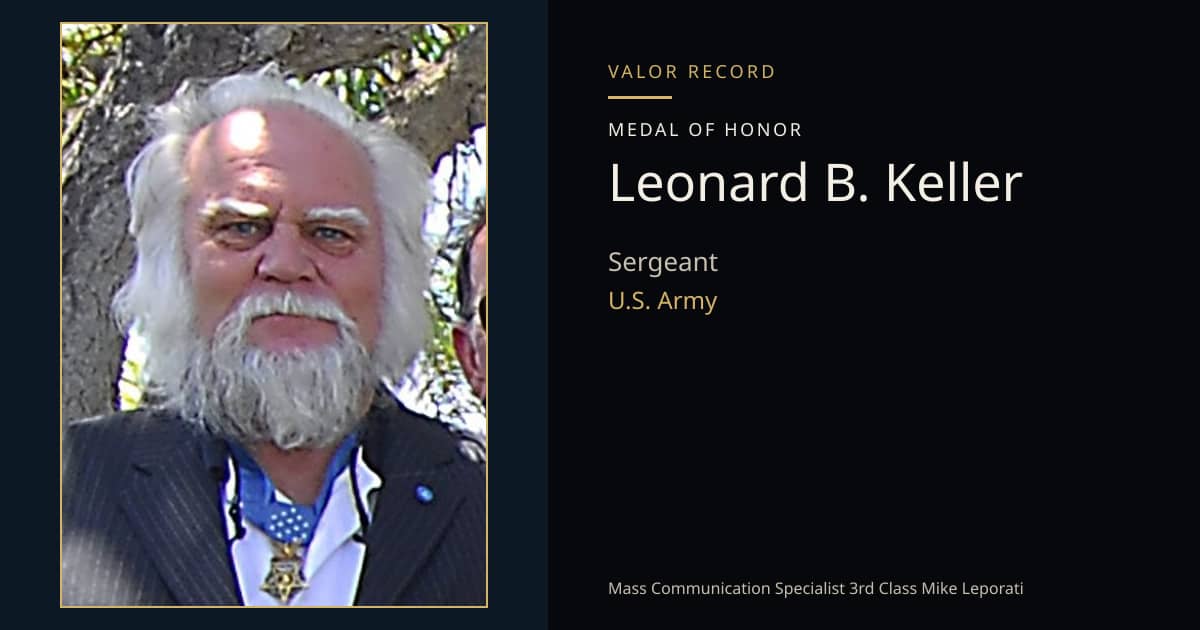 VALOR RECORD
MEDAL OF HONOR
Leonard B. Keller
Sergeant
U.S. Army
Mass Communication Specialist 3rd Class Mike Leporati